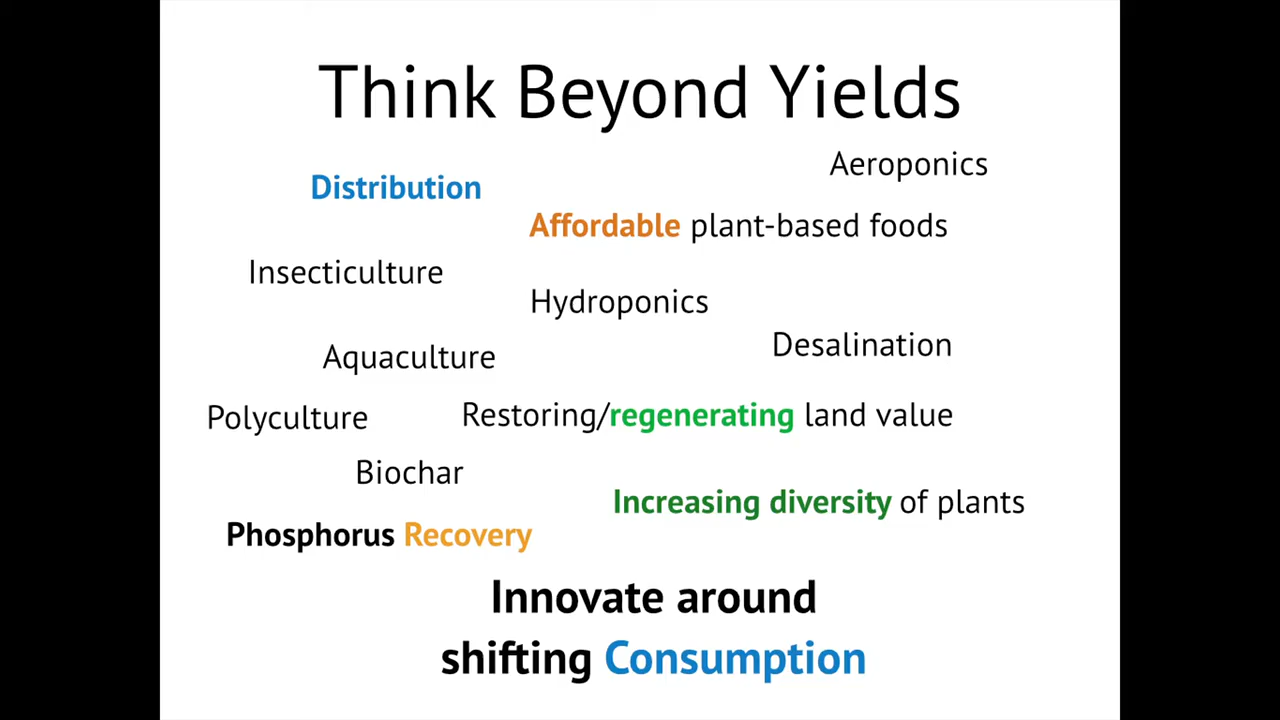 Think Beyond Yields
Aeroponics
Distribution
Affordable plant-based foods
Insecticulture
Hydroponics
Desalination
Aquaculture
Polyculture
Restoring/regenerating land value
Biochar
Increasing diversity of plants
Phosphorus Recovery
Innovate around
shifting Consumption